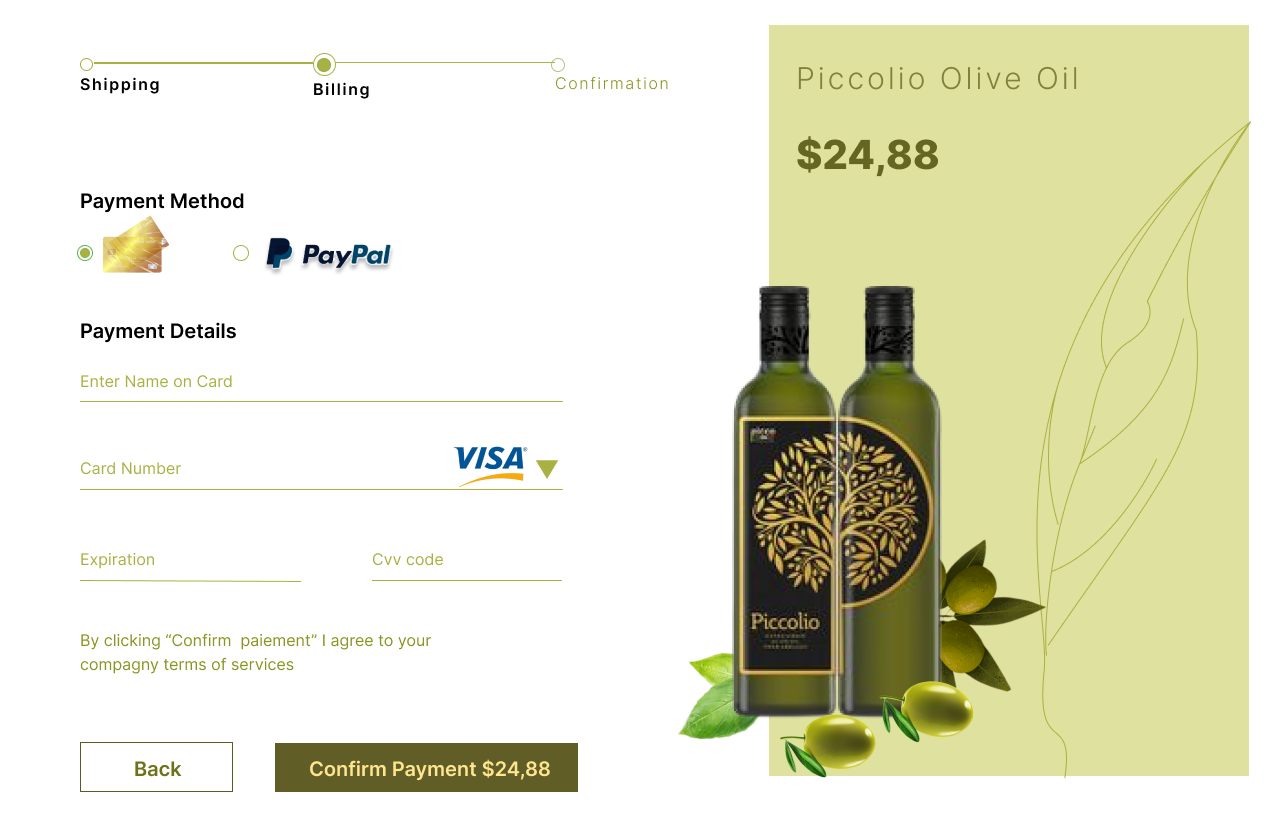 Shipping
Billing
Confirmation
Payment Method
PayPal
Payment Details
Enter Name on Card
Card Number
VISA
Expiration
Cvv code
By clicking “Confirm  paiement” I agree to your
compagny terms of services
Back
Confirm Payment $24,88
Piccolio Olive Oil
$24,88
Piccolio